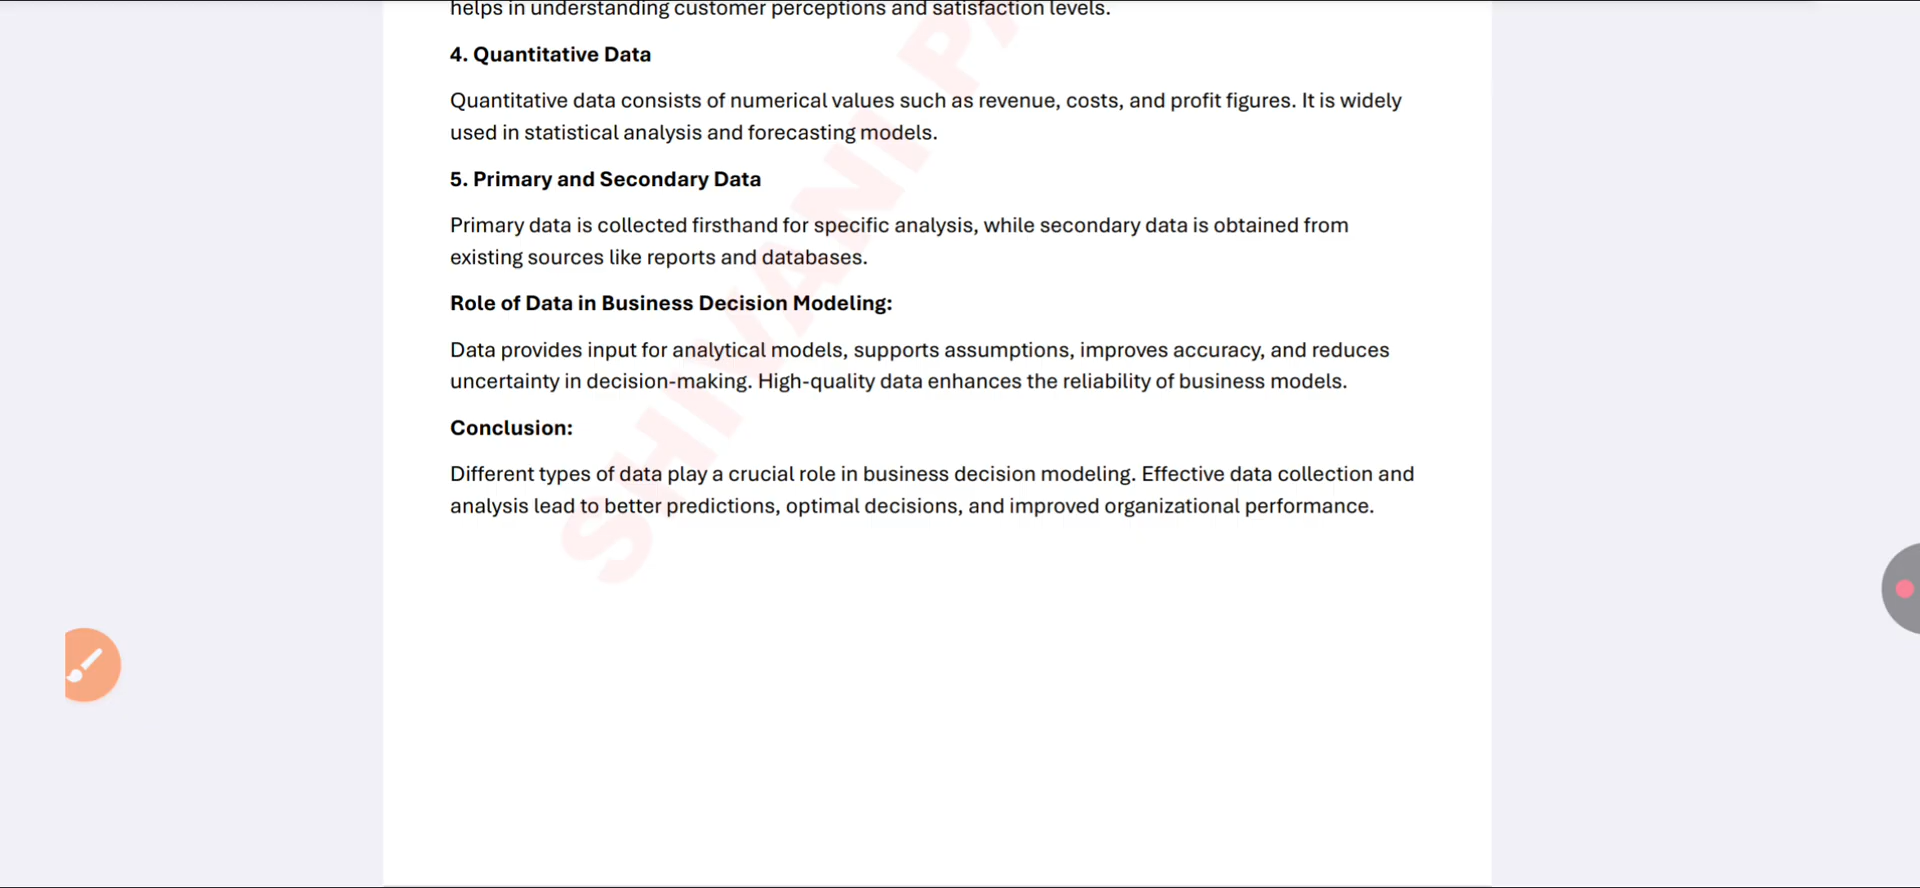 helps in understanding customer perceptions and satisfaction levels.
4. Quantitative Data
Quantitative data consists of numerical values such as revenue, costs, and profit figures. It is widely
used in statistical analysis and forecasting models.
5. Primary and Secondary Data
Primary data is collected firsthand for specific analysis, while secondary data is obtained from
existing sources like reports and databases.
Role of Data in Business Decision Modeling:
Data provides input for analytical models, supports assumptions, improves accuracy, and reduces
uncertainty in decision-making. High-quality data enhances the reliability of business models.
Conclusion:
Different types of data play a crucial role in business decision modeling. Effective data collection and
analysis lead to better predictions, optimal decisions, and improved organizational performance.
SHIVANI